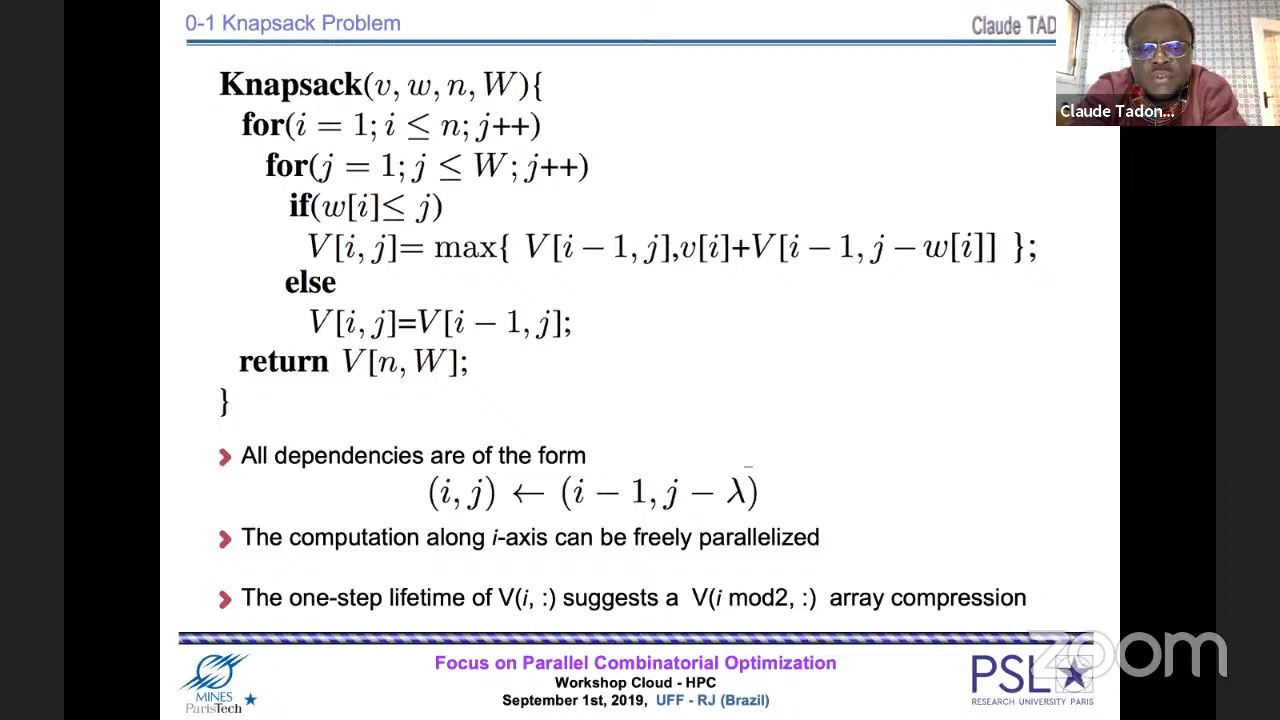 0-1 Knapsack Problem
Claude TAD
Claude Tadon...
Knapsack(v, w, n, W){
for(i = 1; i ≤ n; j++)
for(j = 1; j ≤ W; j++)
if(w[i]≤ j)
V[i, j]= max{ V[i − 1, j],v[i]+V[i − 1, j − w[i]] };
else
V[i, j]=V[i − 1, j];
return V[n, W];
}
All dependencies are of the form
(i, j) ← (i − 1, j − λ)
The computation along i-axis can be freely parallelized
The one-step lifetime of V(i, :) suggests a V(i mod2, :) array compression
zoom
Focus on Parallel Combinatorial Optimization
Workshop Cloud - HPC
September 1st, 2019, UFF - RJ (Brazil)
MINES
ParisTech
PSL
RESEARCH UNIVERSITY PARIS